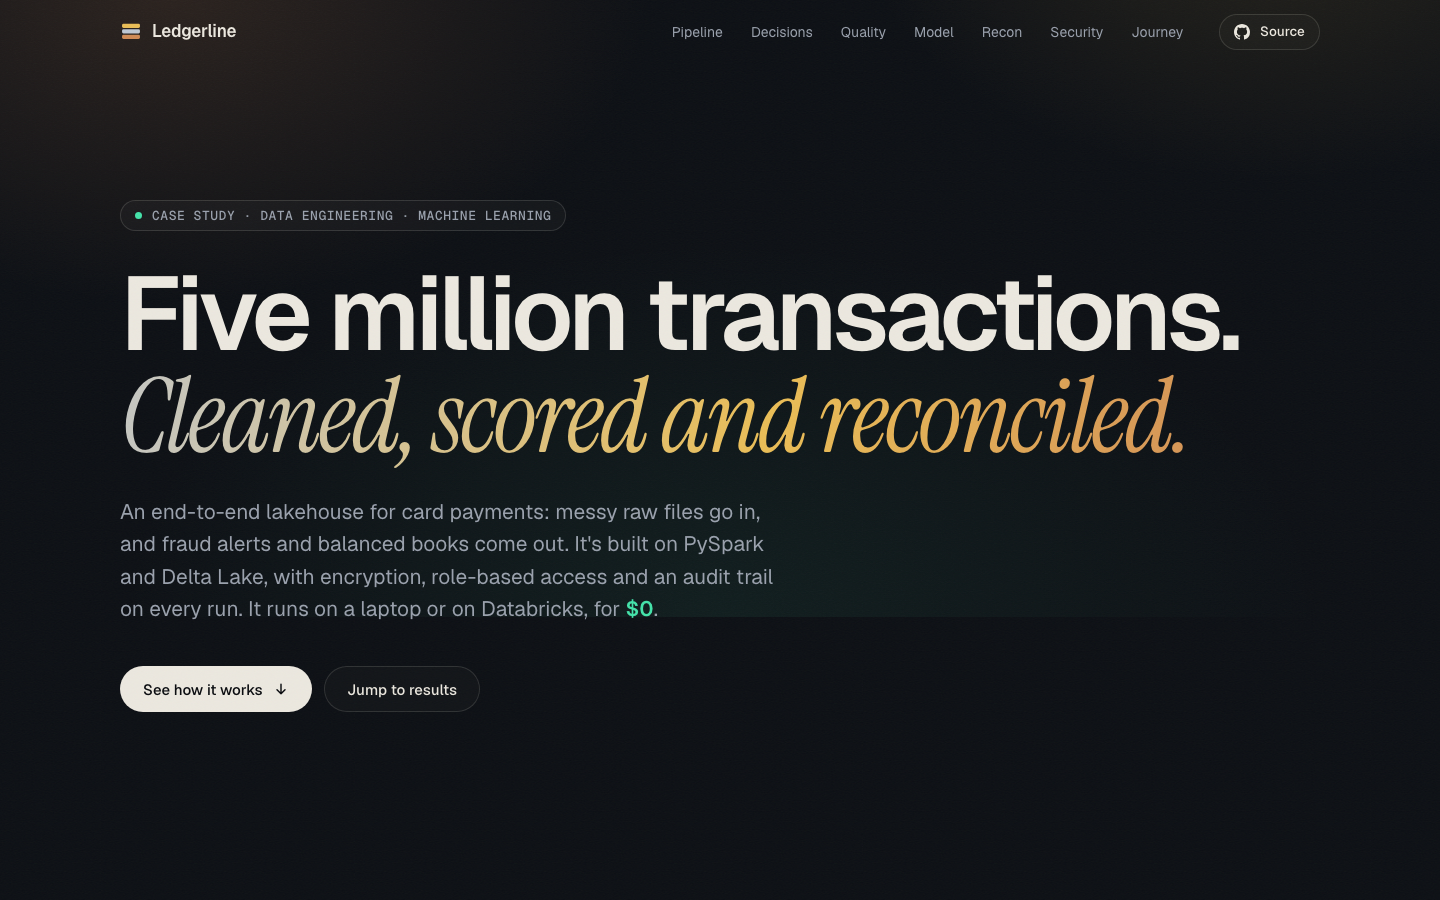 Ledgerline
Pipeline Decisions Quality Model Recon Security Journey Source
CASE STUDY · DATA ENGINEERING · MACHINE LEARNING
Five million transactions.
Cleaned, scored and reconciled.
An end-to-end lakehouse for card payments: messy raw files go in,
and fraud alerts and balanced books come out. It's built on PySpark
and Delta Lake, with encryption, role-based access and an audit trail
on every run. It runs on a laptop or on Databricks, for $0.
See how it works ↓
Jump to results